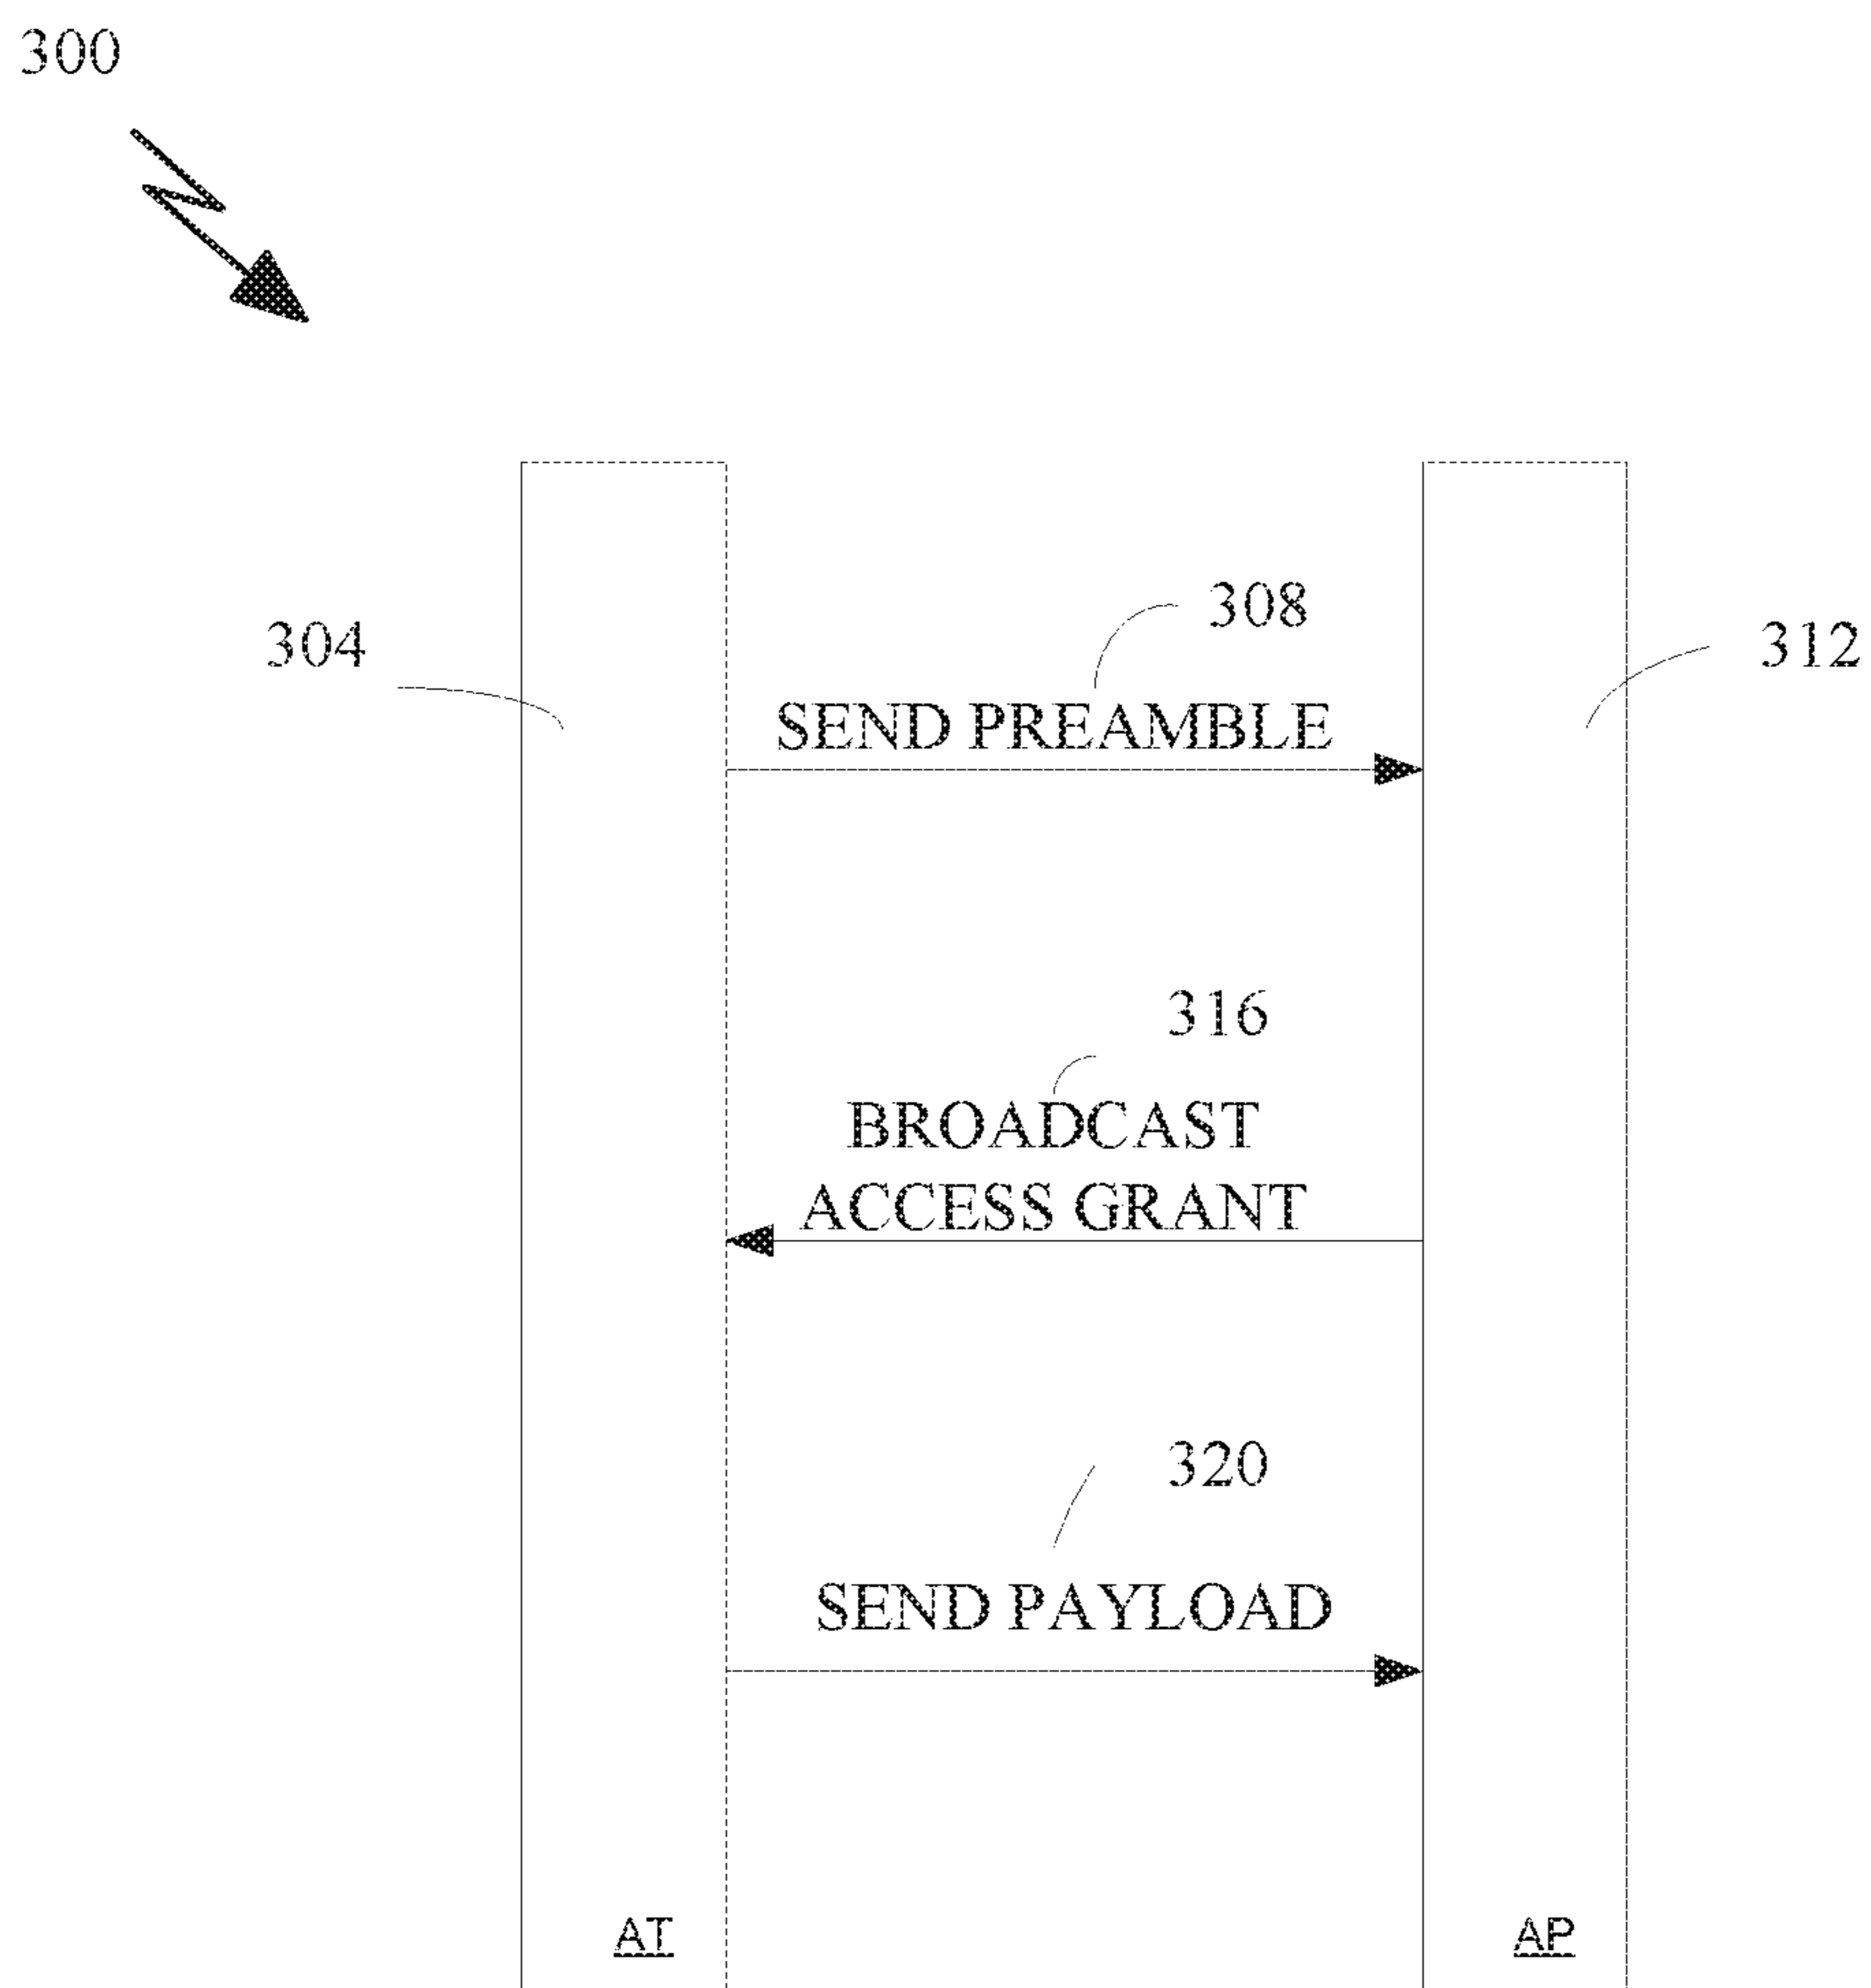 300
308
304
312
SEND PREAMBLE
316
BROADCAST
ACCESS GRANT
320
SEND PAYLOAD
AT
AP